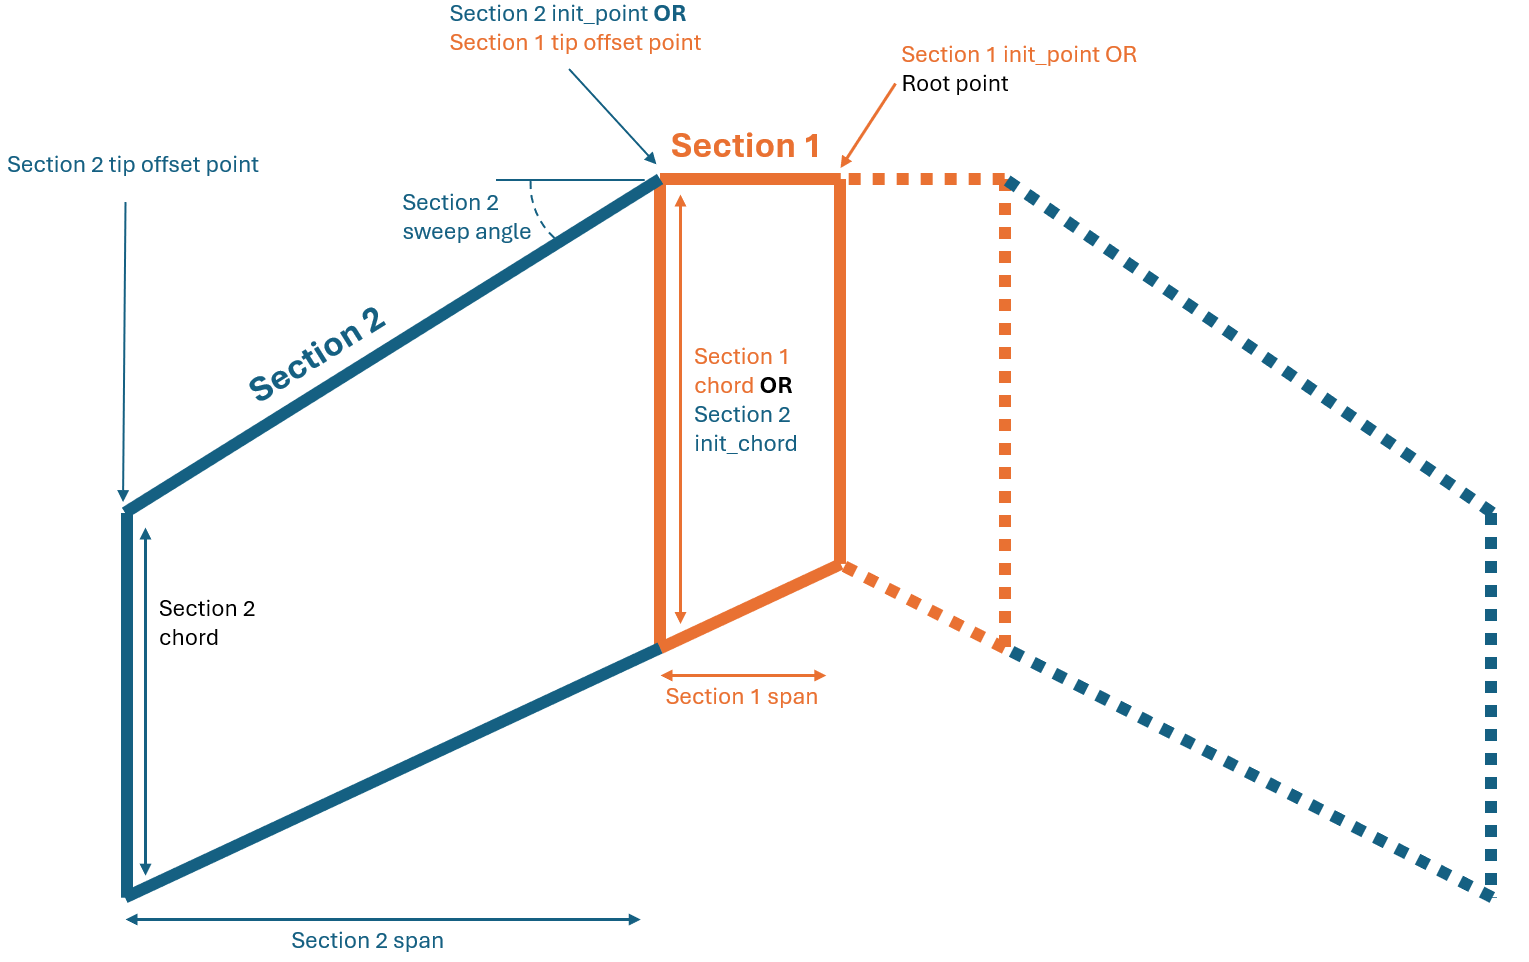 Section 2 init_point OR
Section 1 tip offset point
Section 1 init_point OR
Root point
Section 1
Section 2 tip offset point
Section 2
sweep angle
Section 2
Section 1
chord OR
Section 2
init_chord
Section 2
chord
Section 1 span
Section 2 span